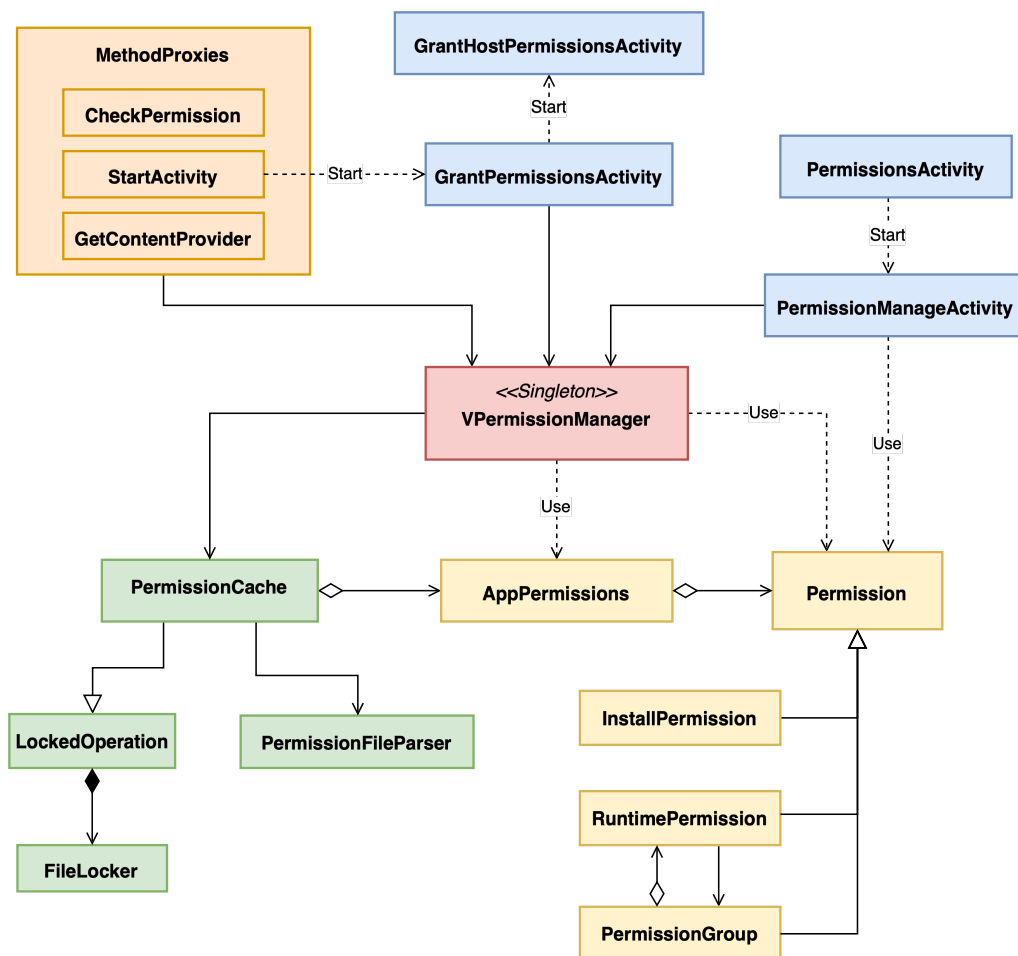 GrantHostPermissionsActivity
MethodProxies
Start
CheckPermission
PermissionsActivity
StartActivity
Start
GrantPermissionsActivity
GetContentProvider
Start
PermissionManageActivity
<<Singleton>>
VPermissionManager
Use
Use
Use
PermissionCache
AppPermissions
Permission
InstallPermission
LockedOperation
PermissionFileParser
RuntimePermission
FileLocker
PermissionGroup